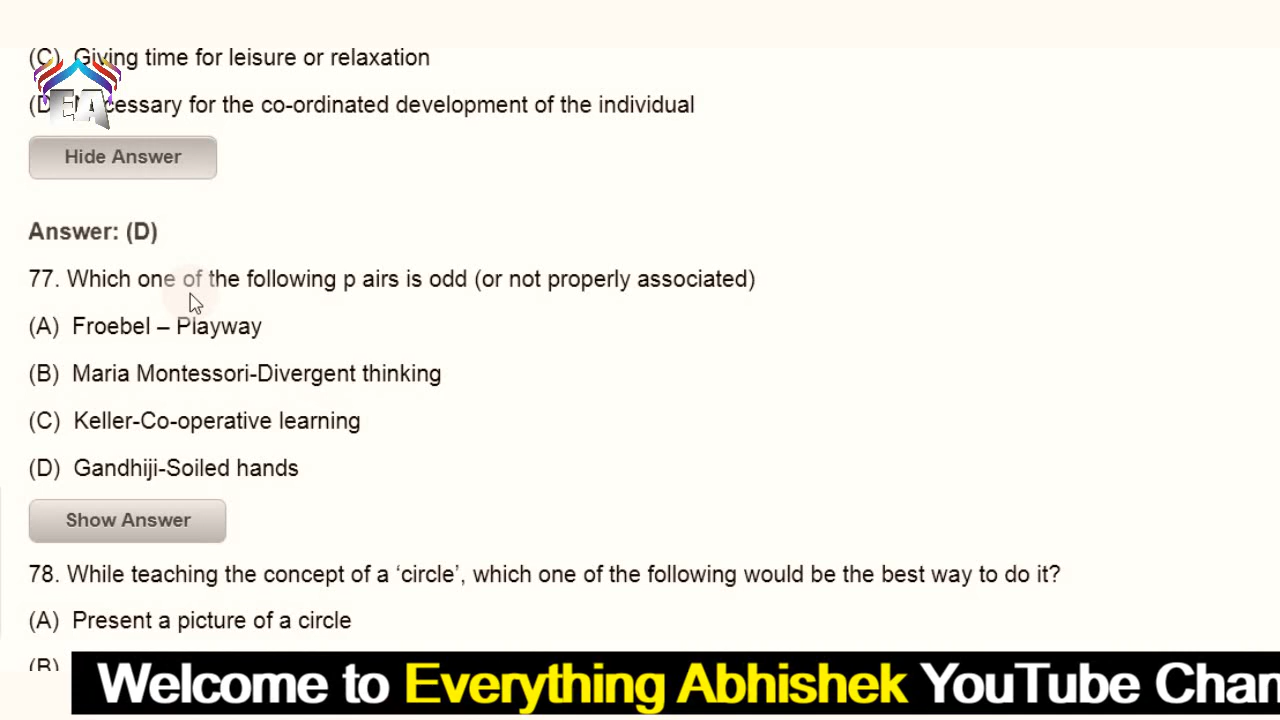 (C) Giving time for leisure or relaxation
(D) Necessary for the co-ordinated development of the individual
EA
Hide Answer
Answer: (D)
77. Which one of the following p airs is odd (or not properly associated)
(A) Froebel – Playway
(B) Maria Montessori-Divergent thinking
(C) Keller-Co-operative learning
(D) Gandhiji-Soiled hands
Show Answer
78. While teaching the concept of a ‘circle’, which one of the following would be the best way to do it?
(A) Present a picture of a circle
(B)
Welcome to Everything Abhishek YouTube Chan